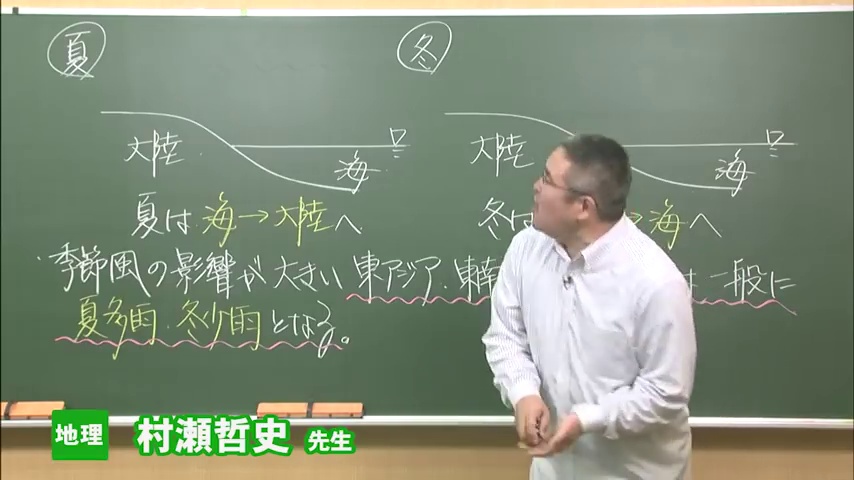 夏
冬
大陸
海
大陸
海
夏は 海→大陸へ
冬は →海へ
季節風の影響が大きい 東アジア・東南 は一般に
夏多雨・冬少雨となる。
地理 村瀬哲史 先生